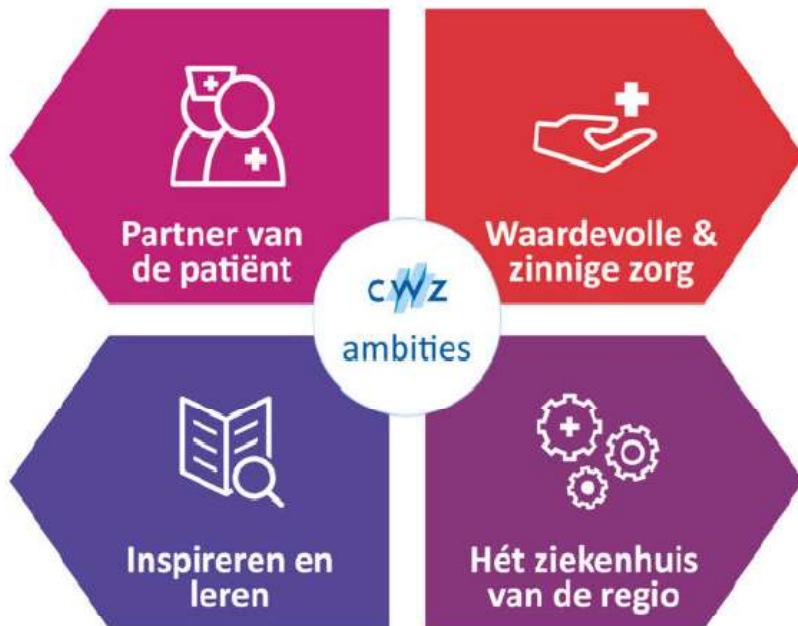 Partner van
de patiënt
Waardevolle &
zinnige zorg
cwz
ambities
Inspireren en
leren
Hét ziekenhuis
van de regio